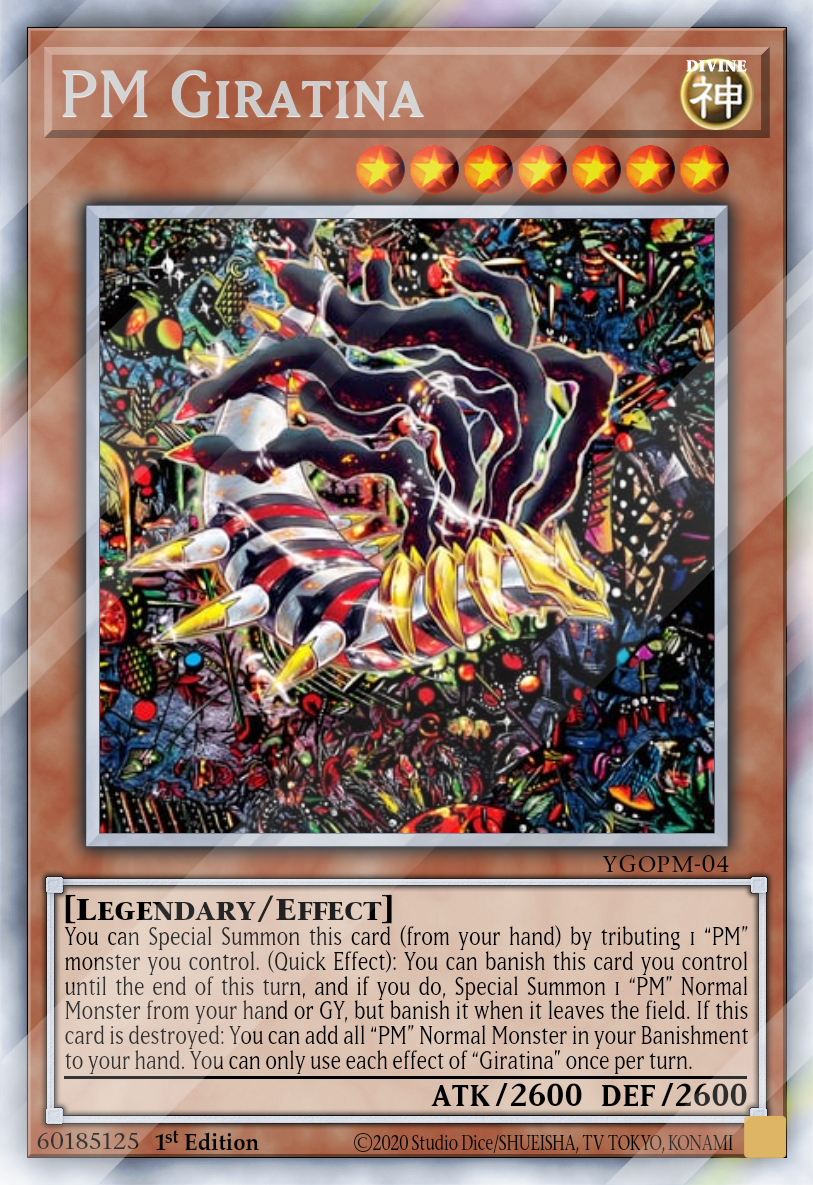 PM Giratina
DIVINE
神
YGOPM-04
[Legendary/Effect]
You can Special Summon this card (from your hand) by tributing 1 “PM”
monster you control. (Quick Effect): You can banish this card you control
until the end of this turn, and if you do, Special Summon 1 “PM” Normal
Monster from your hand or GY, but banish it when it leaves the field. If this
card is destroyed: You can add all “PM” Normal Monster in your Banishment
to your hand. You can only use each effect of “Giratina” once per turn.
ATK/2600 DEF/2600
60185125 1st Edition ©2020 Studio Dice/SHUEISHA, TV TOKYO, KONAMI